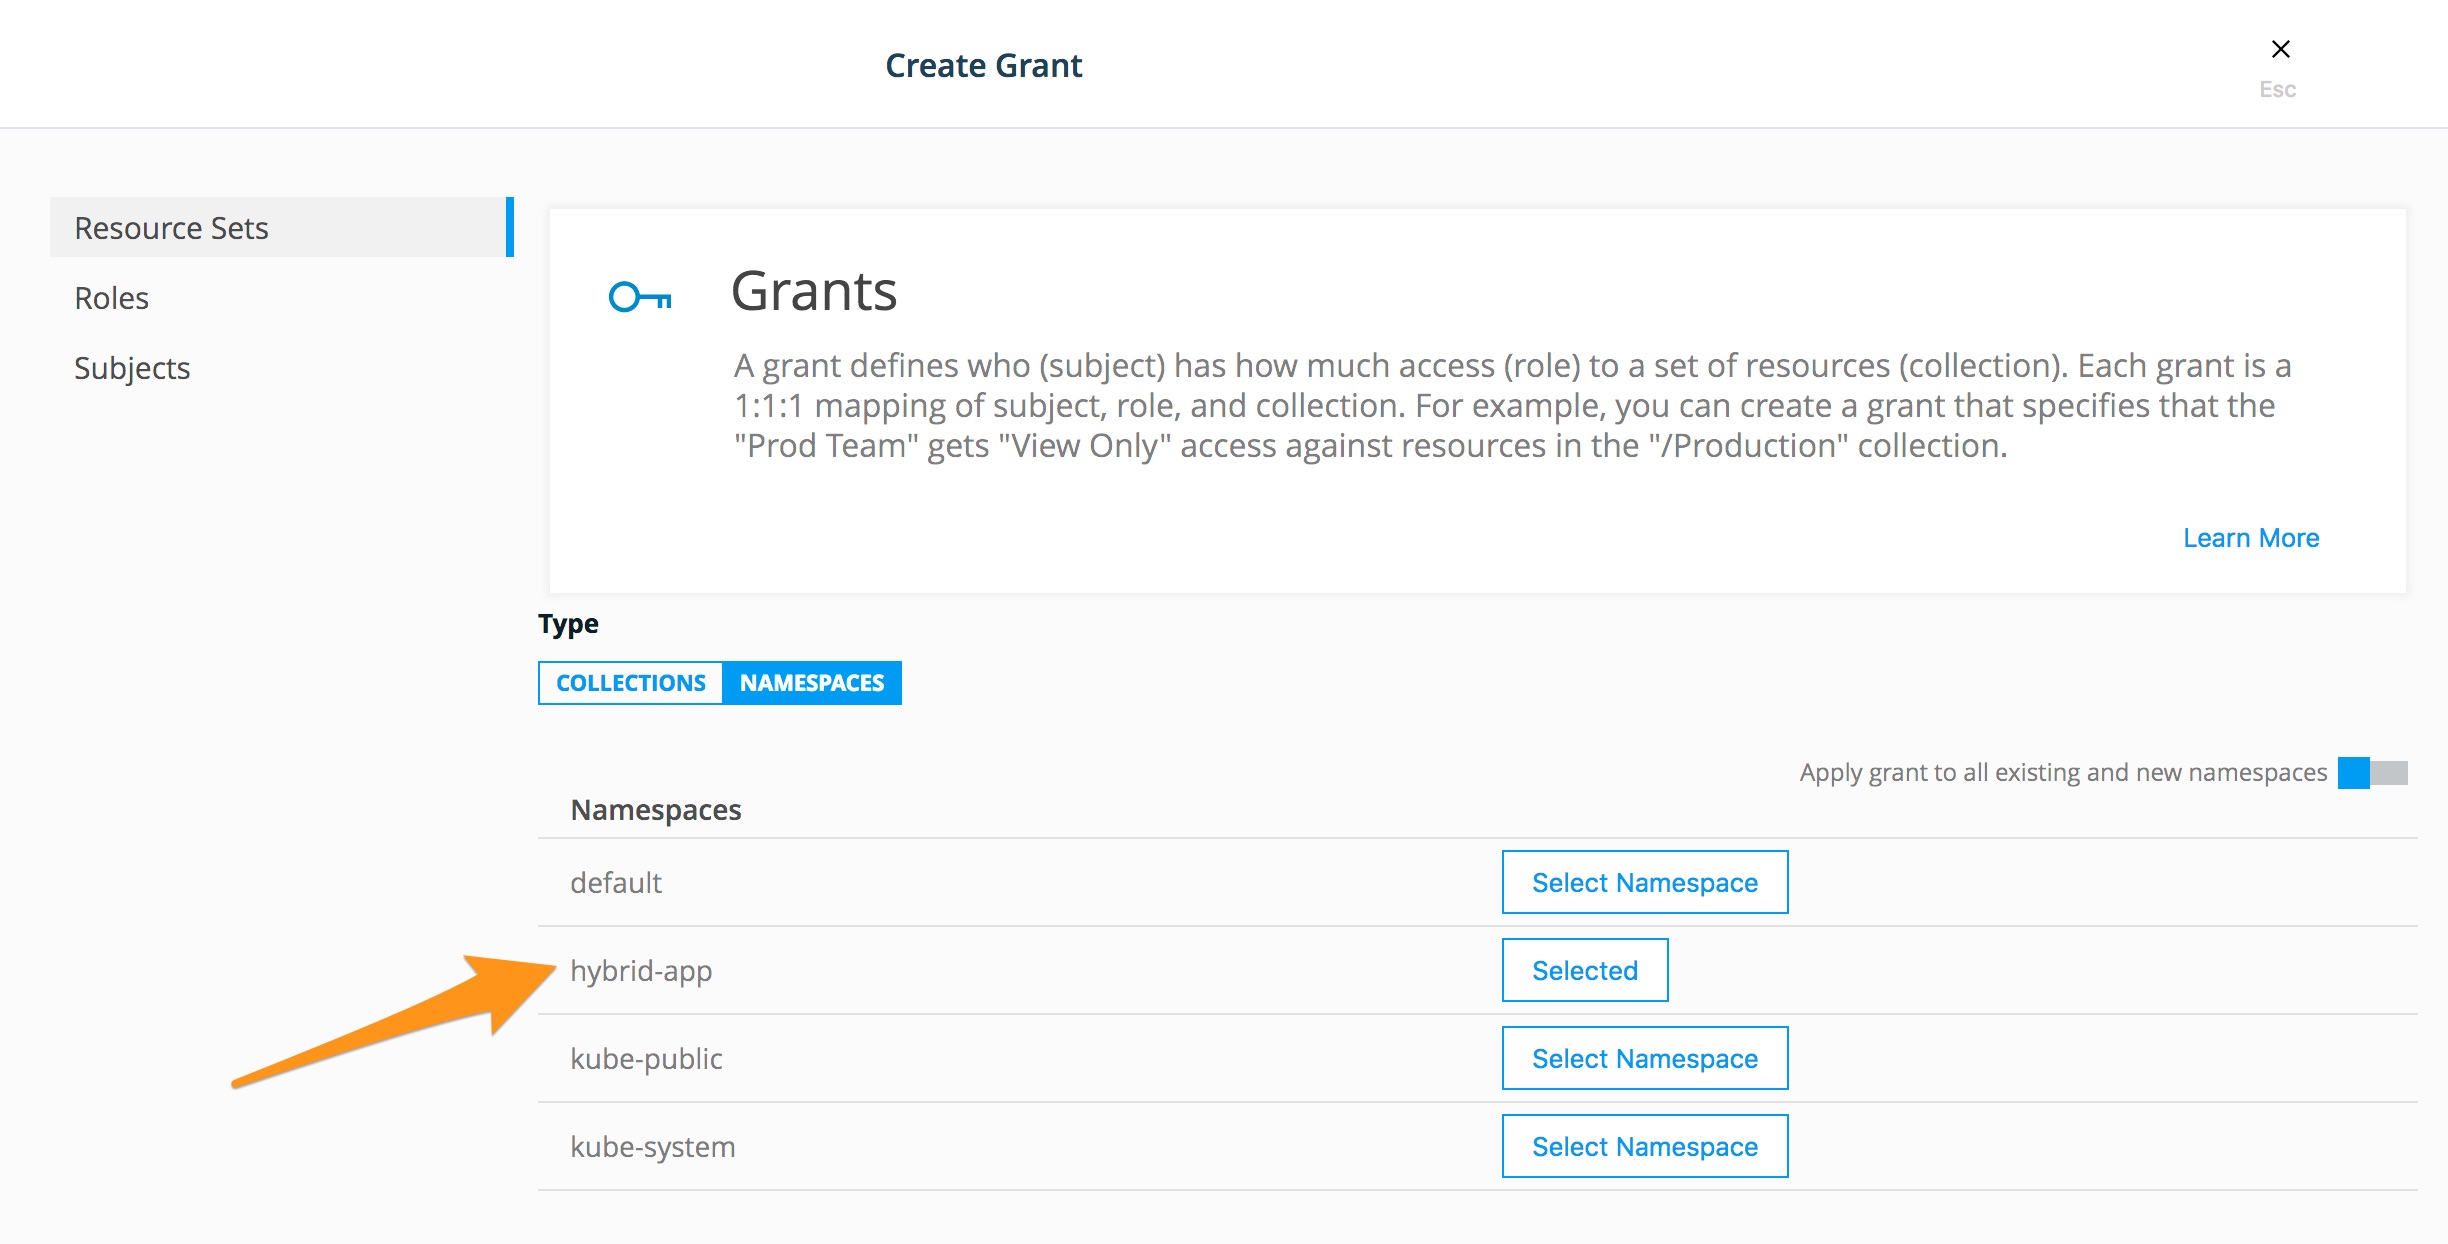 Create Grant
Esc
Resource Sets
Roles
Subjects
Grants
A grant defines who (subject) has how much access (role) to a set of resources (collection). Each grant is a
1:1:1 mapping of subject, role, and collection. For example, you can create a grant that specifies that the
"Prod Team" gets "View Only" access against resources in the "/Production" collection.
Learn More
Type
COLLECTIONS NAMESPACES
Apply grant to all existing and new namespaces
Namespaces
default Select Namespace
hybrid-app Selected
kube-public Select Namespace
kube-system Select Namespace